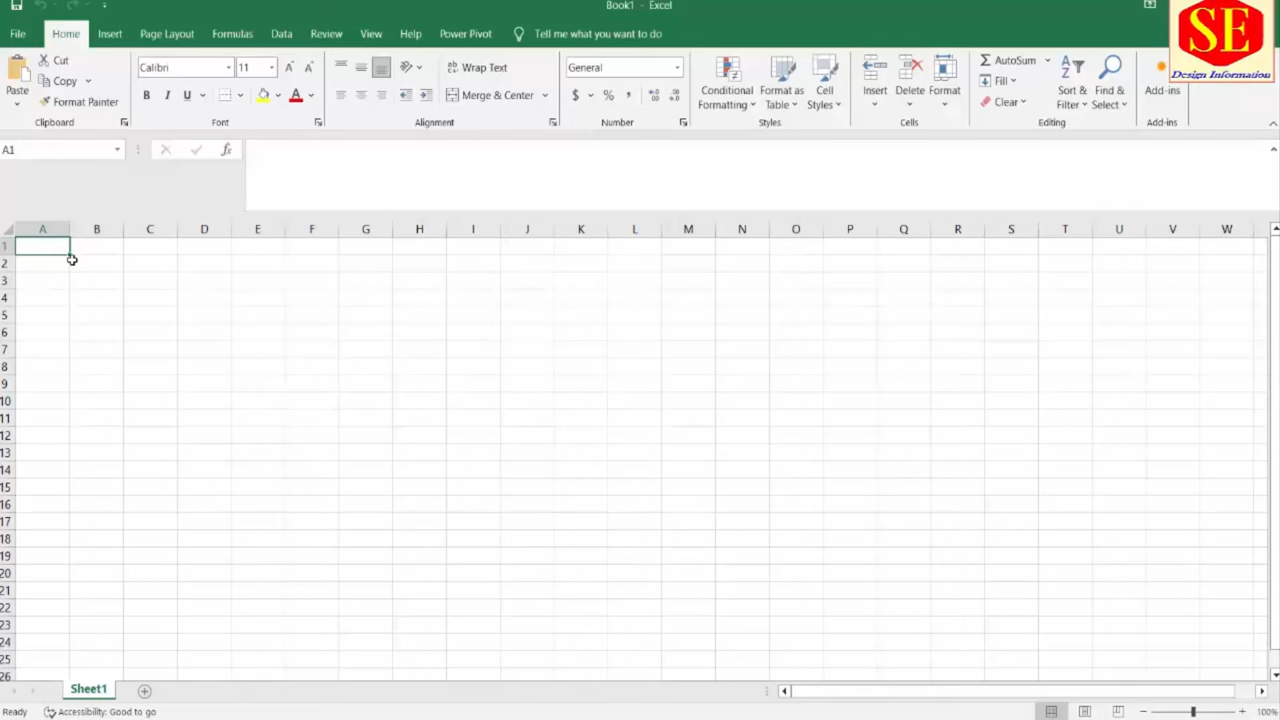 Book1 - Excel
SE
Design Information
File Home Insert Page Layout Formulas Data Review View Help Power Pivot Tell me what you want to do
Paste
Cut
Copy
Format Painter
Clipboard
Calibri 11 A A
B I U A
Font
ab Wrap Text
Merge & Center
Alignment
General
$ % ,
Number
Conditional
Formatting
Format as
Table
Cell
Styles
Styles
Insert Delete Format
Cells
AutoSum
Fill
Clear
Sort &
Filter
Find &
Select
Editing
Add-ins
Add-ins
A1 fx
A B C D E F G H I J K L M N O P Q R S T U V W
1
2
3
4
5
6
7
8
9
10
11
12
13
14
15
16
17
18
19
20
21
22
23
24
25
26
Sheet1
Ready Accessibility: Good to go 100%